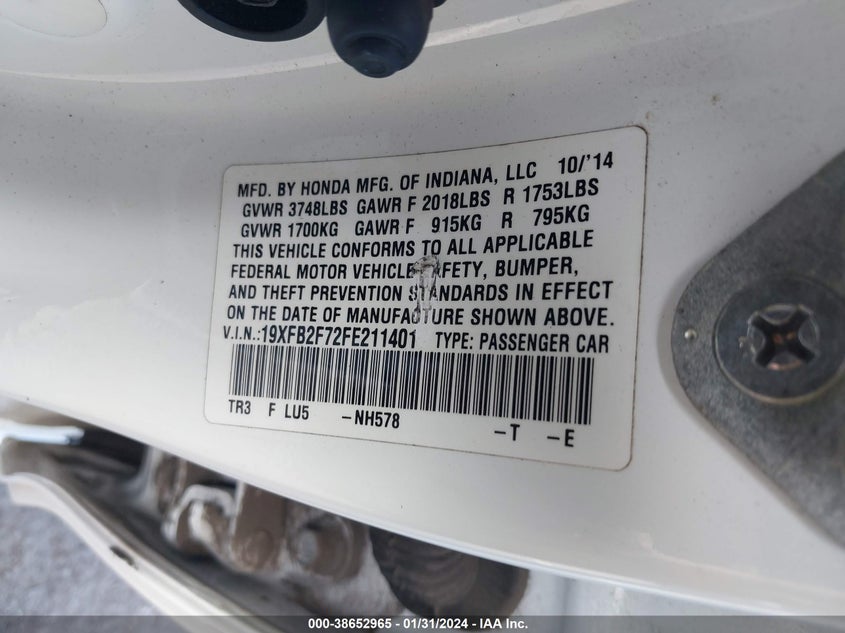 MFD. BY HONDA MFG. OF INDIANA, LLC 10/'14
GVWR 3748LBS GAWR F 2018LBS R 1753LBS
GVWR 1700KG GAWR F 915KG R 795KG
THIS VEHICLE CONFORMS TO ALL APPLICABLE
FEDERAL MOTOR VEHICLE SAFETY, BUMPER,
AND THEFT PREVENTION STANDARDS IN EFFECT
ON THE DATE OF MANUFACTURE SHOWN ABOVE.
V.I.N.:19XFB2F72FE211401 TYPE: PASSENGER CAR
TR3 F LU5 -NH578 -T -E
000-38652965 - 01/31/2024 - IAA Inc.